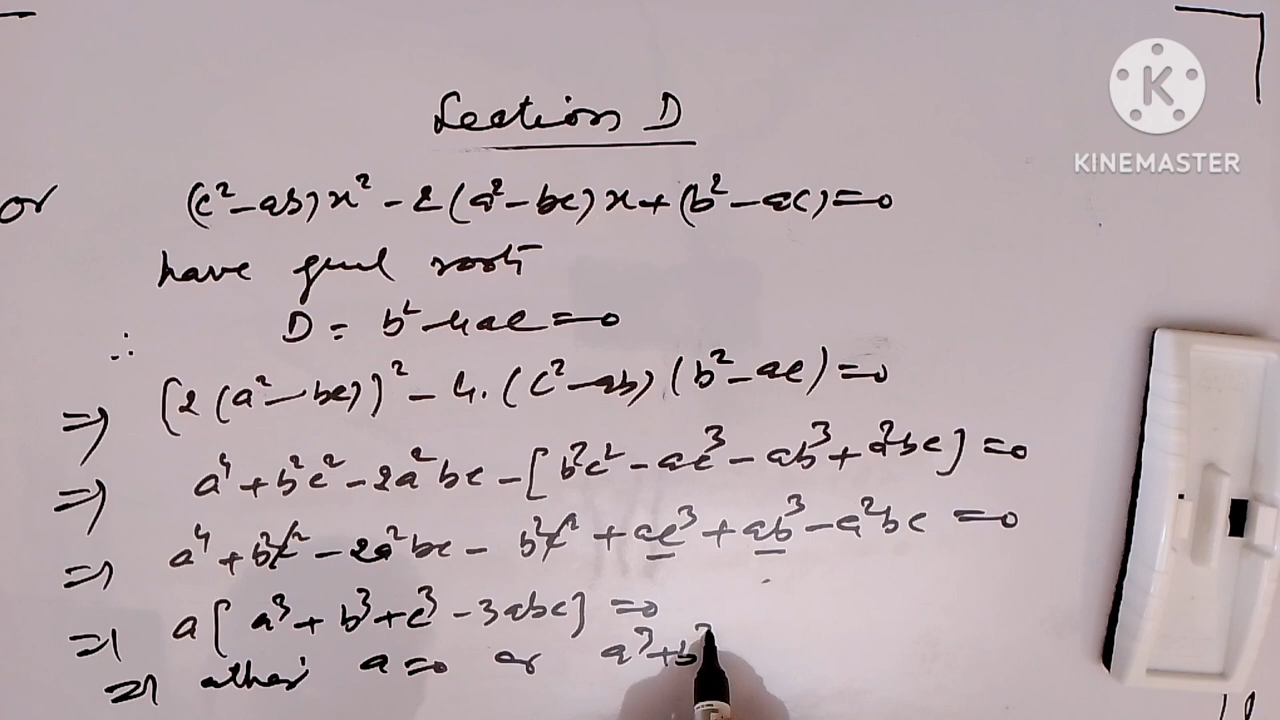 K
KINEMASTER
Section D
or (c²-ab)x² - 2(a²-bc)x + (b²-ac) = 0
have equal roots
∴ D = b²-4ac = 0
⇒ (2(a²-bc))² - 4.(c²-ab)(b²-ac) = 0
⇒ a⁴+b²c²-2a²bc-[b²c²-ac³-ab³+a²bc] = 0
⇒ a⁴+b²c²-2a²bc- b²c²+ac³+ab³-a²bc = 0
⇒ a[a³+b³+c³-3abc] = 0
⇒ a=0 or a³+b³